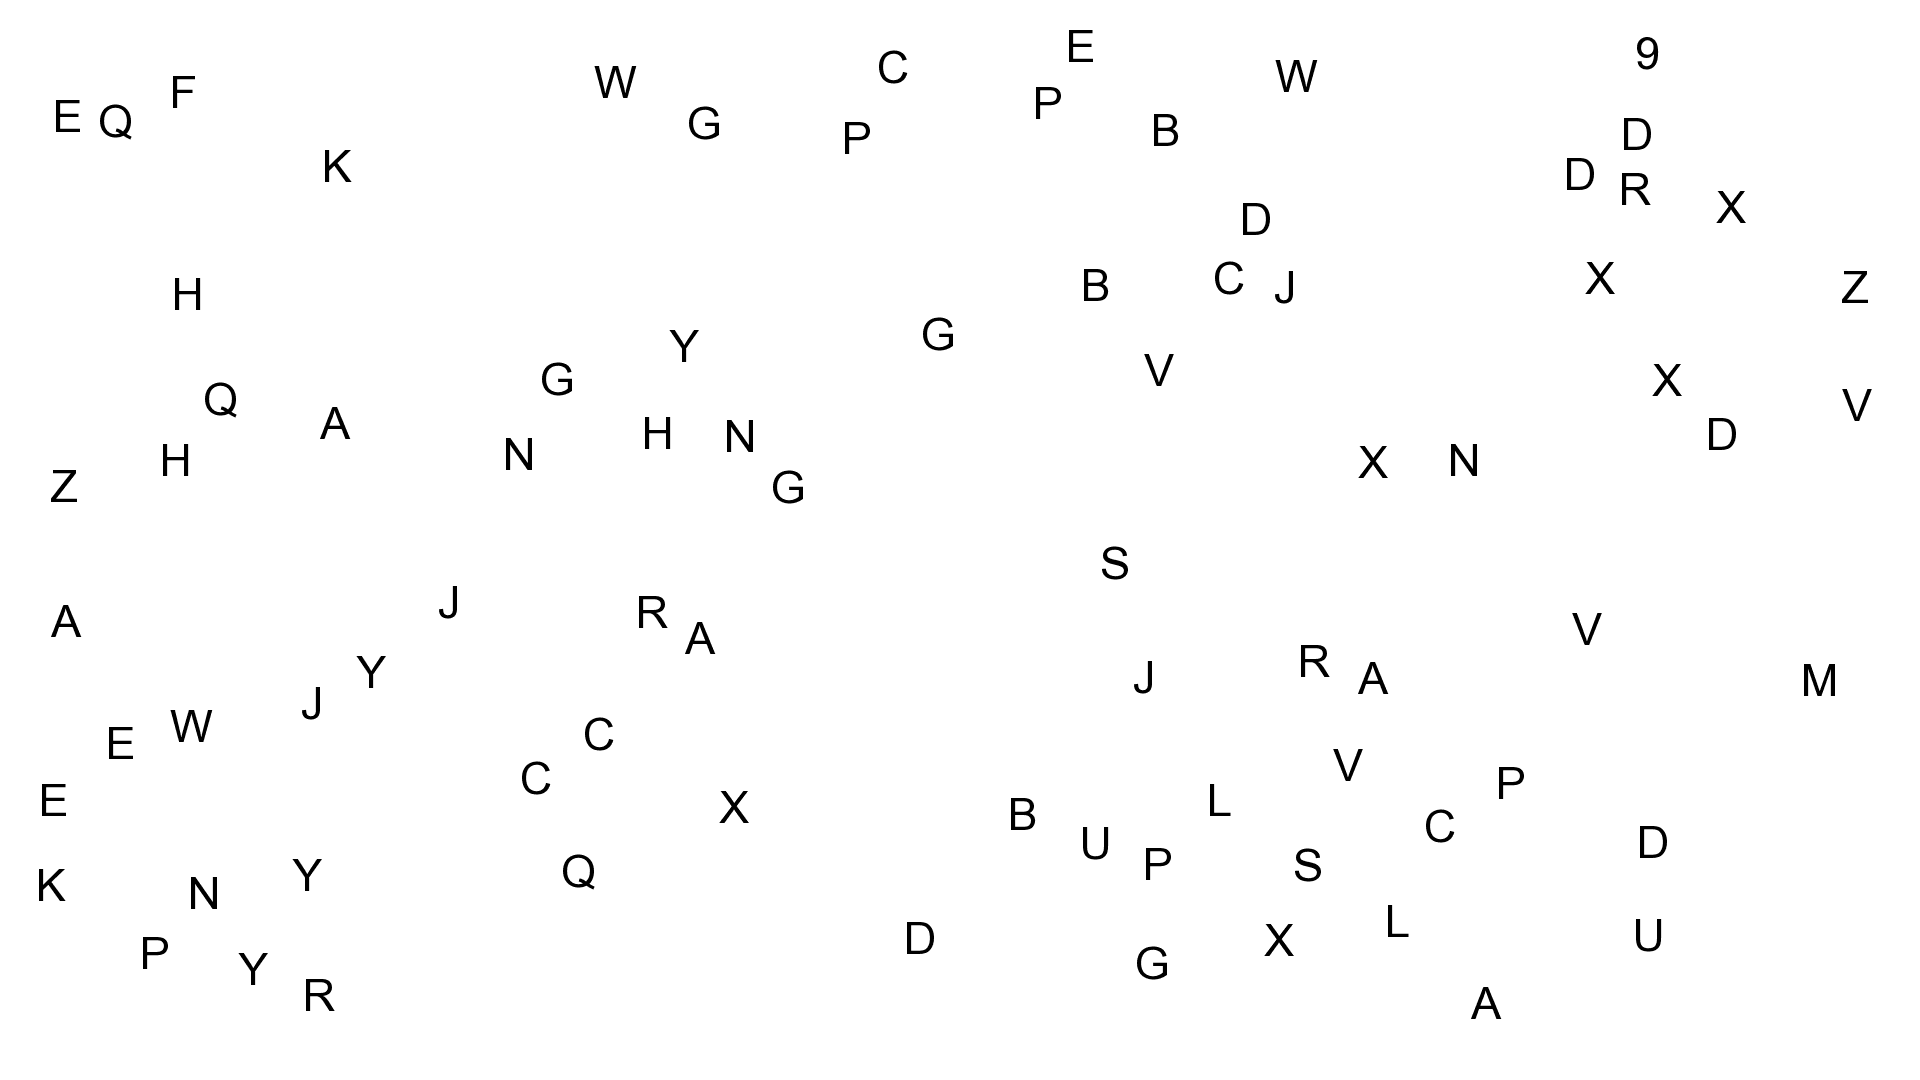 E Q F K W G C P E P B W 9
D D R X
D
H B C J X Z
Y G V
G X V
Q A H N N D
Z H N G X N
S
A J R A V
Y J R A M
E W J C V
E C X B L P
U P S C D
K N Y Q
P Y D G X L U
R A